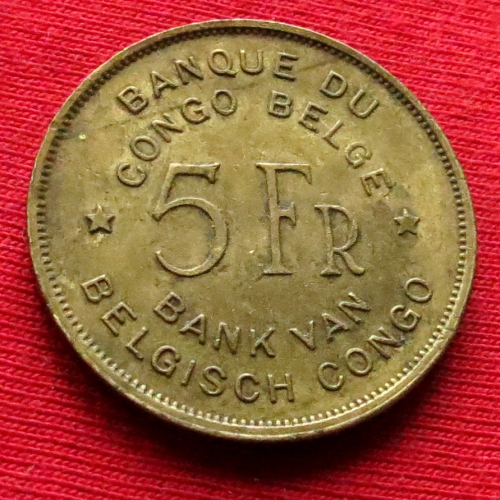 BANQUE DU
CONGO BELGE
5 FR
BANK VAN
BELGISCH CONGO